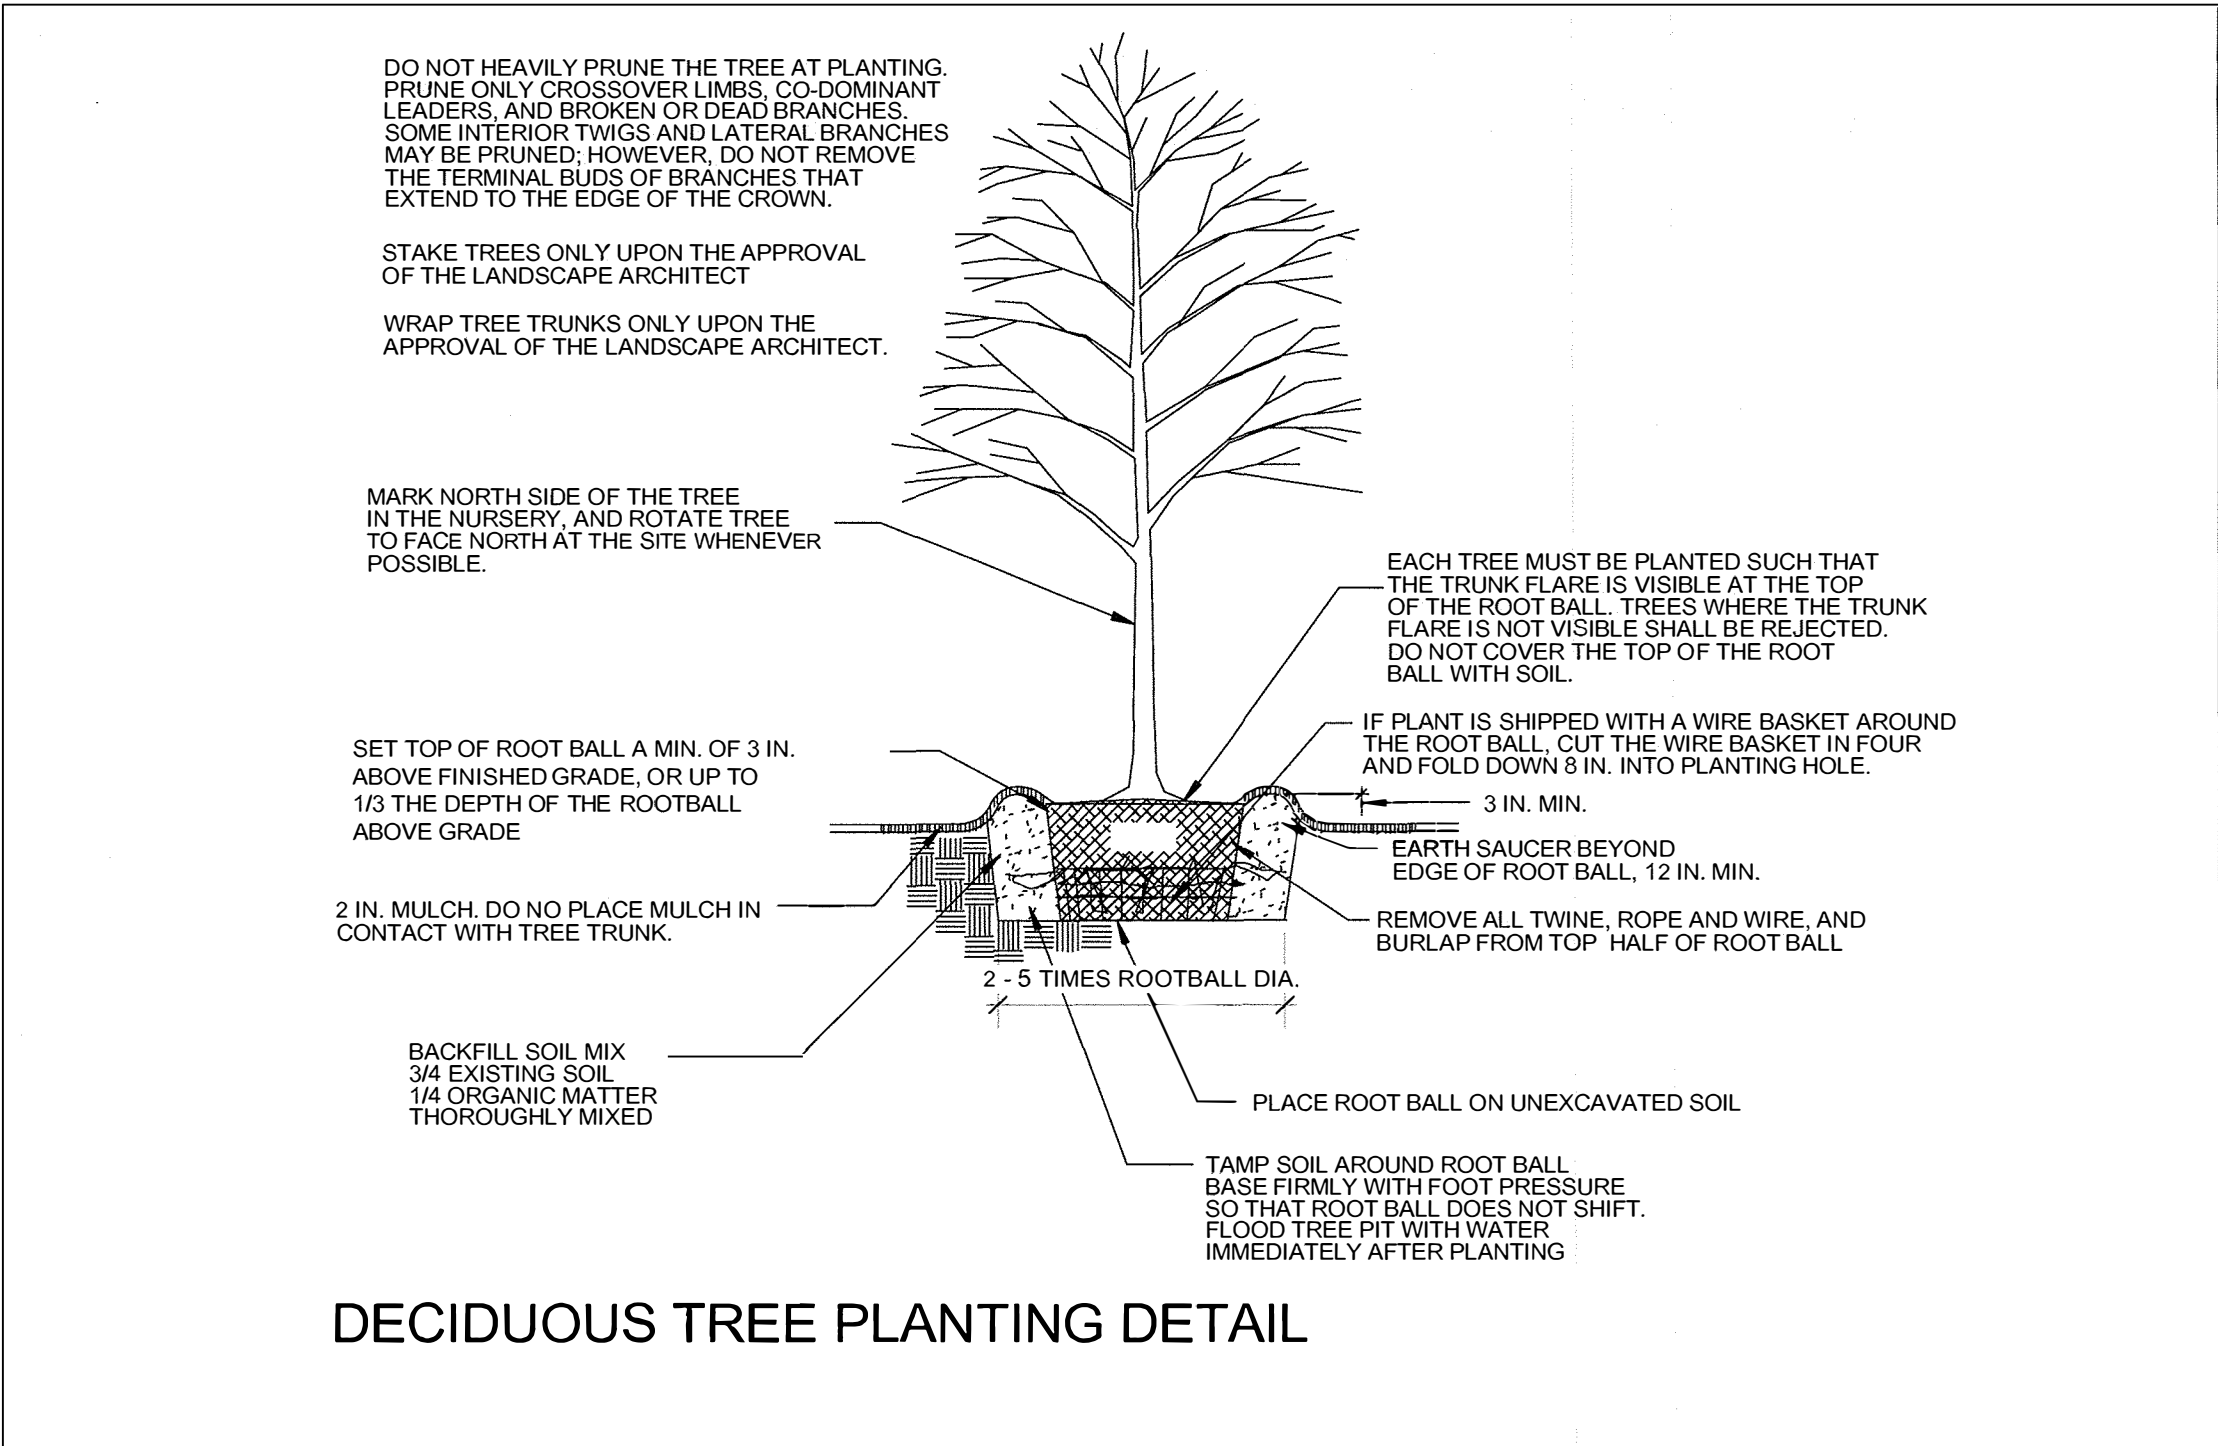 DO NOT HEAVILY PRUNE THE TREE AT PLANTING.
PRUNE ONLY CROSSOVER LIMBS, CO-DOMINANT
LEADERS, AND BROKEN OR DEAD BRANCHES.
SOME INTERIOR TWIGS AND LATERAL BRANCHES
MAY BE PRUNED; HOWEVER, DO NOT REMOVE
THE TERMINAL BUDS OF BRANCHES THAT
EXTEND TO THE EDGE OF THE CROWN.
STAKE TREES ONLY UPON THE APPROVAL
OF THE LANDSCAPE ARCHITECT
WRAP TREE TRUNKS ONLY UPON THE
APPROVAL OF THE LANDSCAPE ARCHITECT.
MARK NORTH SIDE OF THE TREE
IN THE NURSERY, AND ROTATE TREE
TO FACE NORTH AT THE SITE WHENEVER
POSSIBLE.
SET TOP OF ROOT BALL A MIN. OF 3 IN.
ABOVE FINISHED GRADE, OR UP TO
1/3 THE DEPTH OF THE ROOTBALL
ABOVE GRADE
2 IN. MULCH. DO NO PLACE MULCH IN
CONTACT WITH TREE TRUNK.
BACKFILL SOIL MIX
3/4 EXISTING SOIL
1/4 ORGANIC MATTER
THOROUGHLY MIXED
EACH TREE MUST BE PLANTED SUCH THAT
THE TRUNK FLARE IS VISIBLE AT THE TOP
OF THE ROOT BALL. TREES WHERE THE TRUNK
FLARE IS NOT VISIBLE SHALL BE REJECTED.
DO NOT COVER THE TOP OF THE ROOT
BALL WITH SOIL.
IF PLANT IS SHIPPED WITH A WIRE BASKET AROUND
THE ROOT BALL, CUT THE WIRE BASKET IN FOUR
AND FOLD DOWN 8 IN. INTO PLANTING HOLE.
3 IN. MIN.
EARTH SAUCER BEYOND
EDGE OF ROOT BALL, 12 IN. MIN.
REMOVE ALL TWINE, ROPE AND WIRE, AND
BURLAP FROM TOP HALF OF ROOT BALL
2 - 5 TIMES ROOTBALL DIA.
PLACE ROOT BALL ON UNEXCAVATED SOIL
TAMP SOIL AROUND ROOT BALL
BASE FIRMLY WITH FOOT PRESSURE
SO THAT ROOT BALL DOES NOT SHIFT.
FLOOD TREE PIT WITH WATER
IMMEDIATELY AFTER PLANTING
DECIDUOUS TREE PLANTING DETAIL